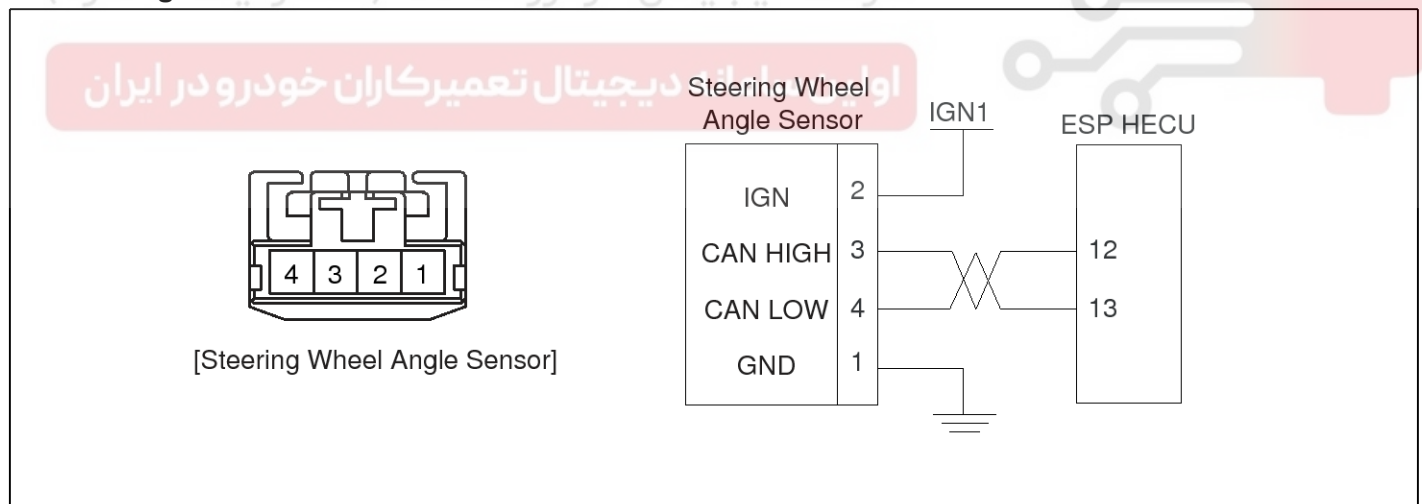 اولین سامانه دیجیتال تعمیرکاران خودرو در ایران
Steering Wheel
Angle Sensor
IGN1
ESP HECU
IGN 2
CAN HIGH 3 12
CAN LOW 4 13
GND 1
4 3 2 1
[Steering Wheel Angle Sensor]